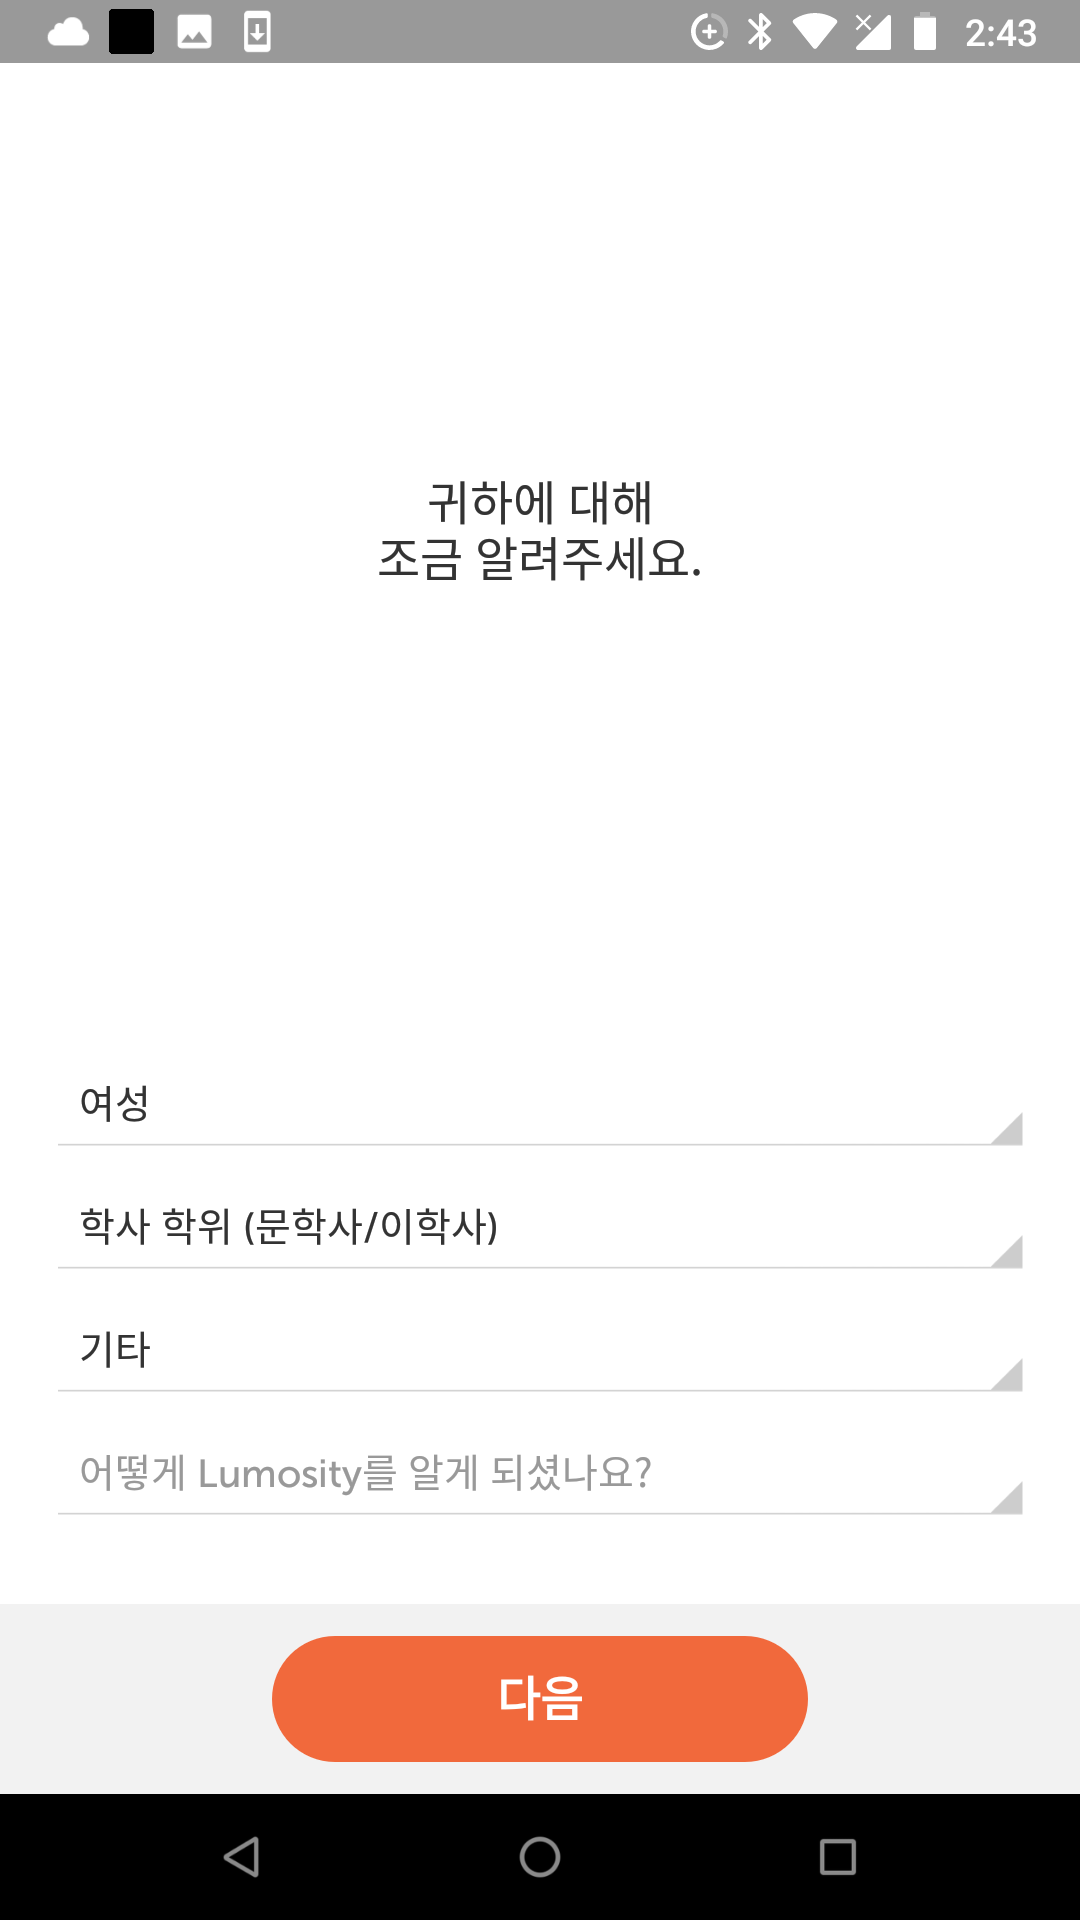 2:43
귀하에 대해
조금 알려주세요.
여성
학사 학위 (문학사/이학사)
기타
어떻게 Lumosity를 알게 되셨나요?
다음